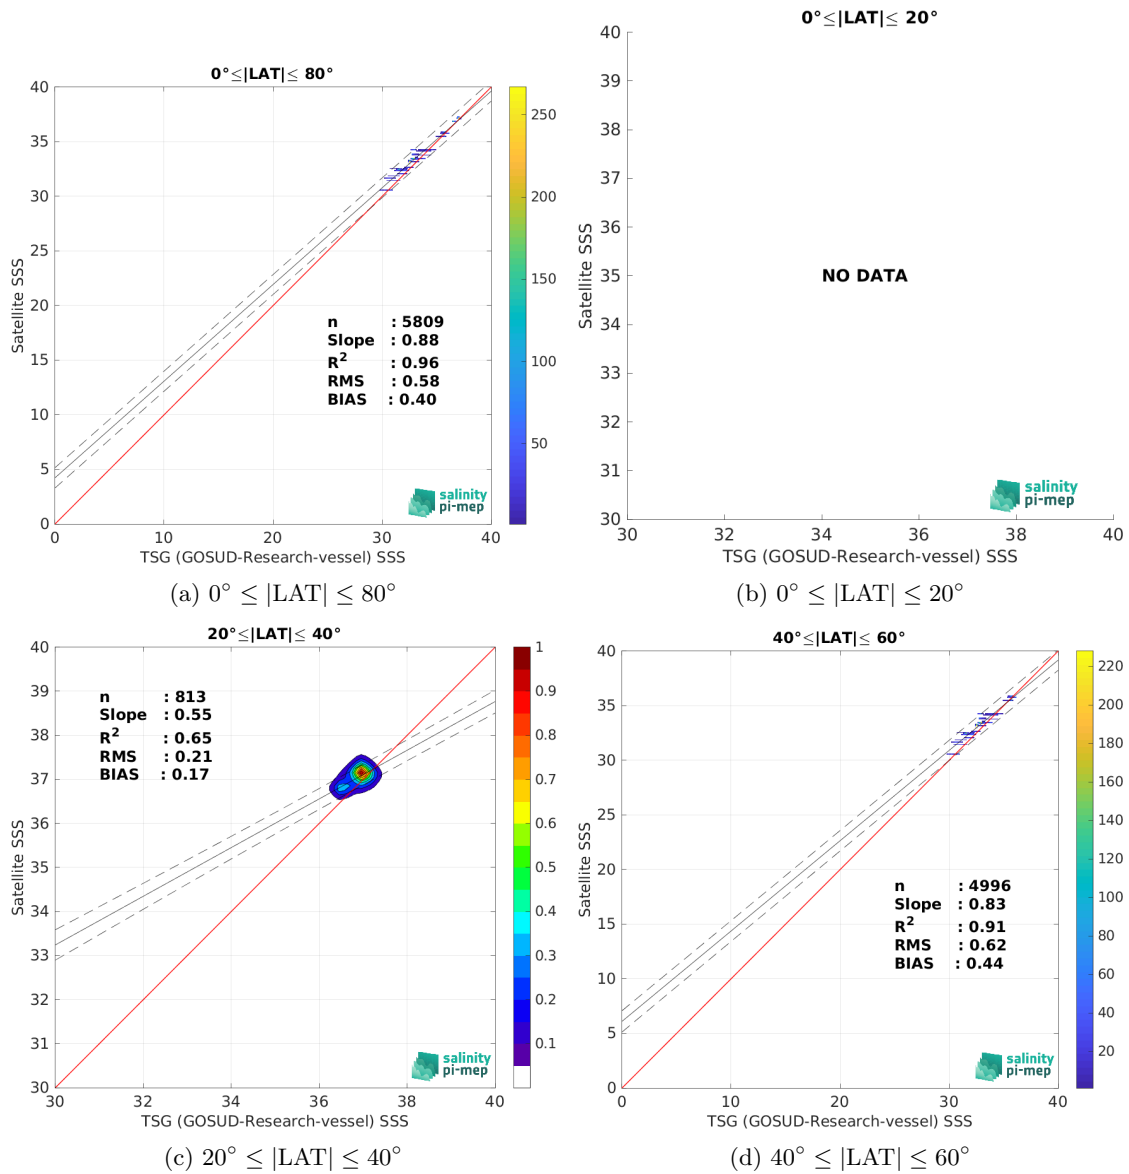 0°≤|LAT|≤ 80°
40
35
30
25
20
15
10
5
0
Satellite SSS
n : 5809
Slope : 0.88
R² : 0.96
RMS : 0.58
BIAS : 0.40
salinity
pi-mep
0 10 20 30 40
TSG (GOSUD-Research-vessel) SSS
250
200
150
100
50
(a) 0° ≤ |LAT| ≤ 80°
0°≤|LAT|≤ 20°
40
39
38
37
36
35
34
33
32
31
30
Satellite SSS
NO DATA
salinity
pi-mep
30 32 34 36 38 40
TSG (GOSUD-Research-vessel) SSS
(b) 0° ≤ |LAT| ≤ 20°
20°≤|LAT|≤ 40°
40
39
38
37
36
35
34
33
32
31
30
Satellite SSS
n : 813
Slope : 0.55
R² : 0.65
RMS : 0.21
BIAS : 0.17
salinity
pi-mep
30 32 34 36 38 40
TSG (GOSUD-Research-vessel) SSS
1
0.9
0.8
0.7
0.6
0.5
0.4
0.3
0.2
0.1
(c) 20° ≤ |LAT| ≤ 40°
40°≤|LAT|≤ 60°
40
35
30
25
20
15
10
5
0
Satellite SSS
n : 4996
Slope : 0.83
R² : 0.91
RMS : 0.62
BIAS : 0.44
salinity
pi-mep
0 10 20 30 40
TSG (GOSUD-Research-vessel) SSS
220
200
180
160
140
120
100
80
60
40
20
(d) 40° ≤ |LAT| ≤ 60°